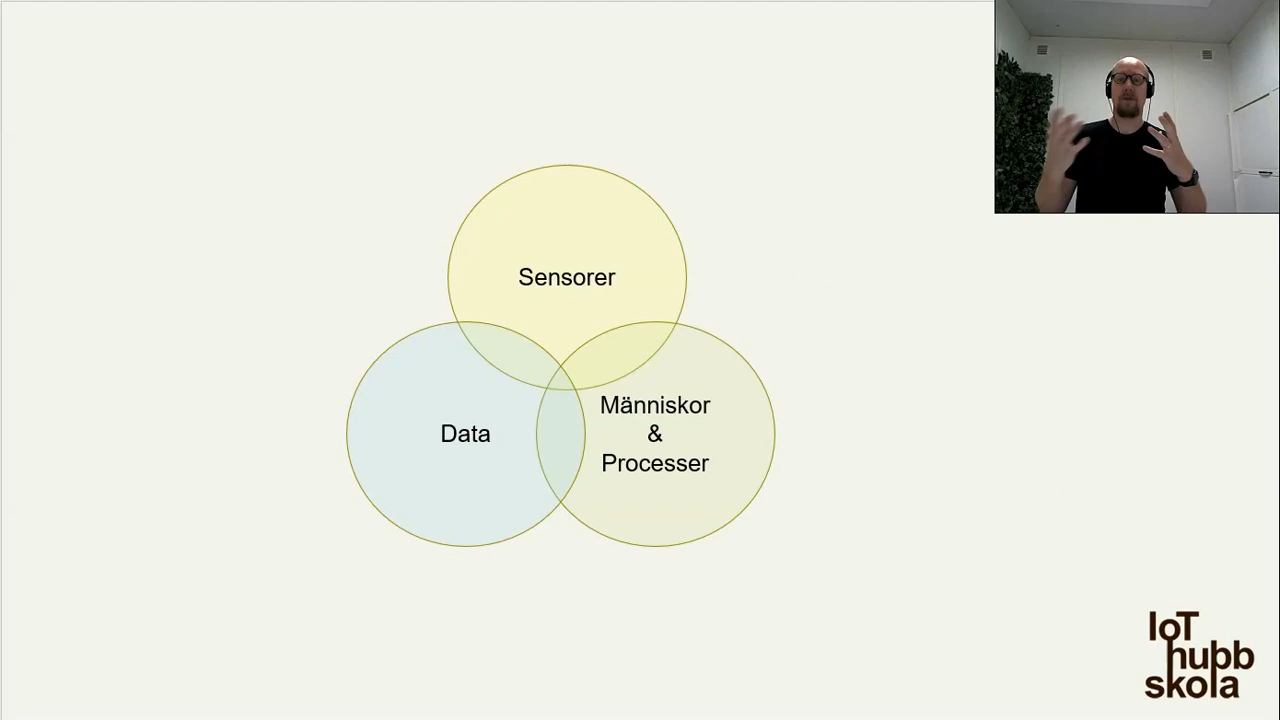 Sensorer
Data
Människor
&
Processer
IoT
hubb
skola